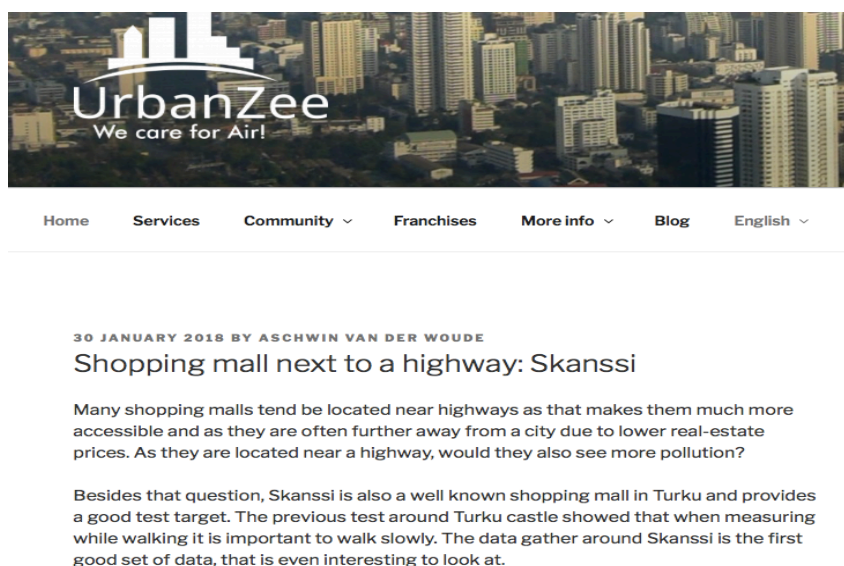 UrbanZee
We care for Air!
Home Services Community Franchises More info Blog English
30 JANUARY 2018 BY ASCHWIN VAN DER WOUDE
Shopping mall next to a highway: Skanssi
Many shopping malls tend be located near highways as that makes them much more
accessible and as they are often further away from a city due to lower real-estate
prices. As they are located near a highway, would they also see more pollution?
Besides that question, Skanssi is also a well known shopping mall in Turku and provides
a good test target. The previous test around Turku castle showed that when measuring
while walking it is important to walk slowly. The data gather around Skanssi is the first
good set of data, that is even interesting to look at.